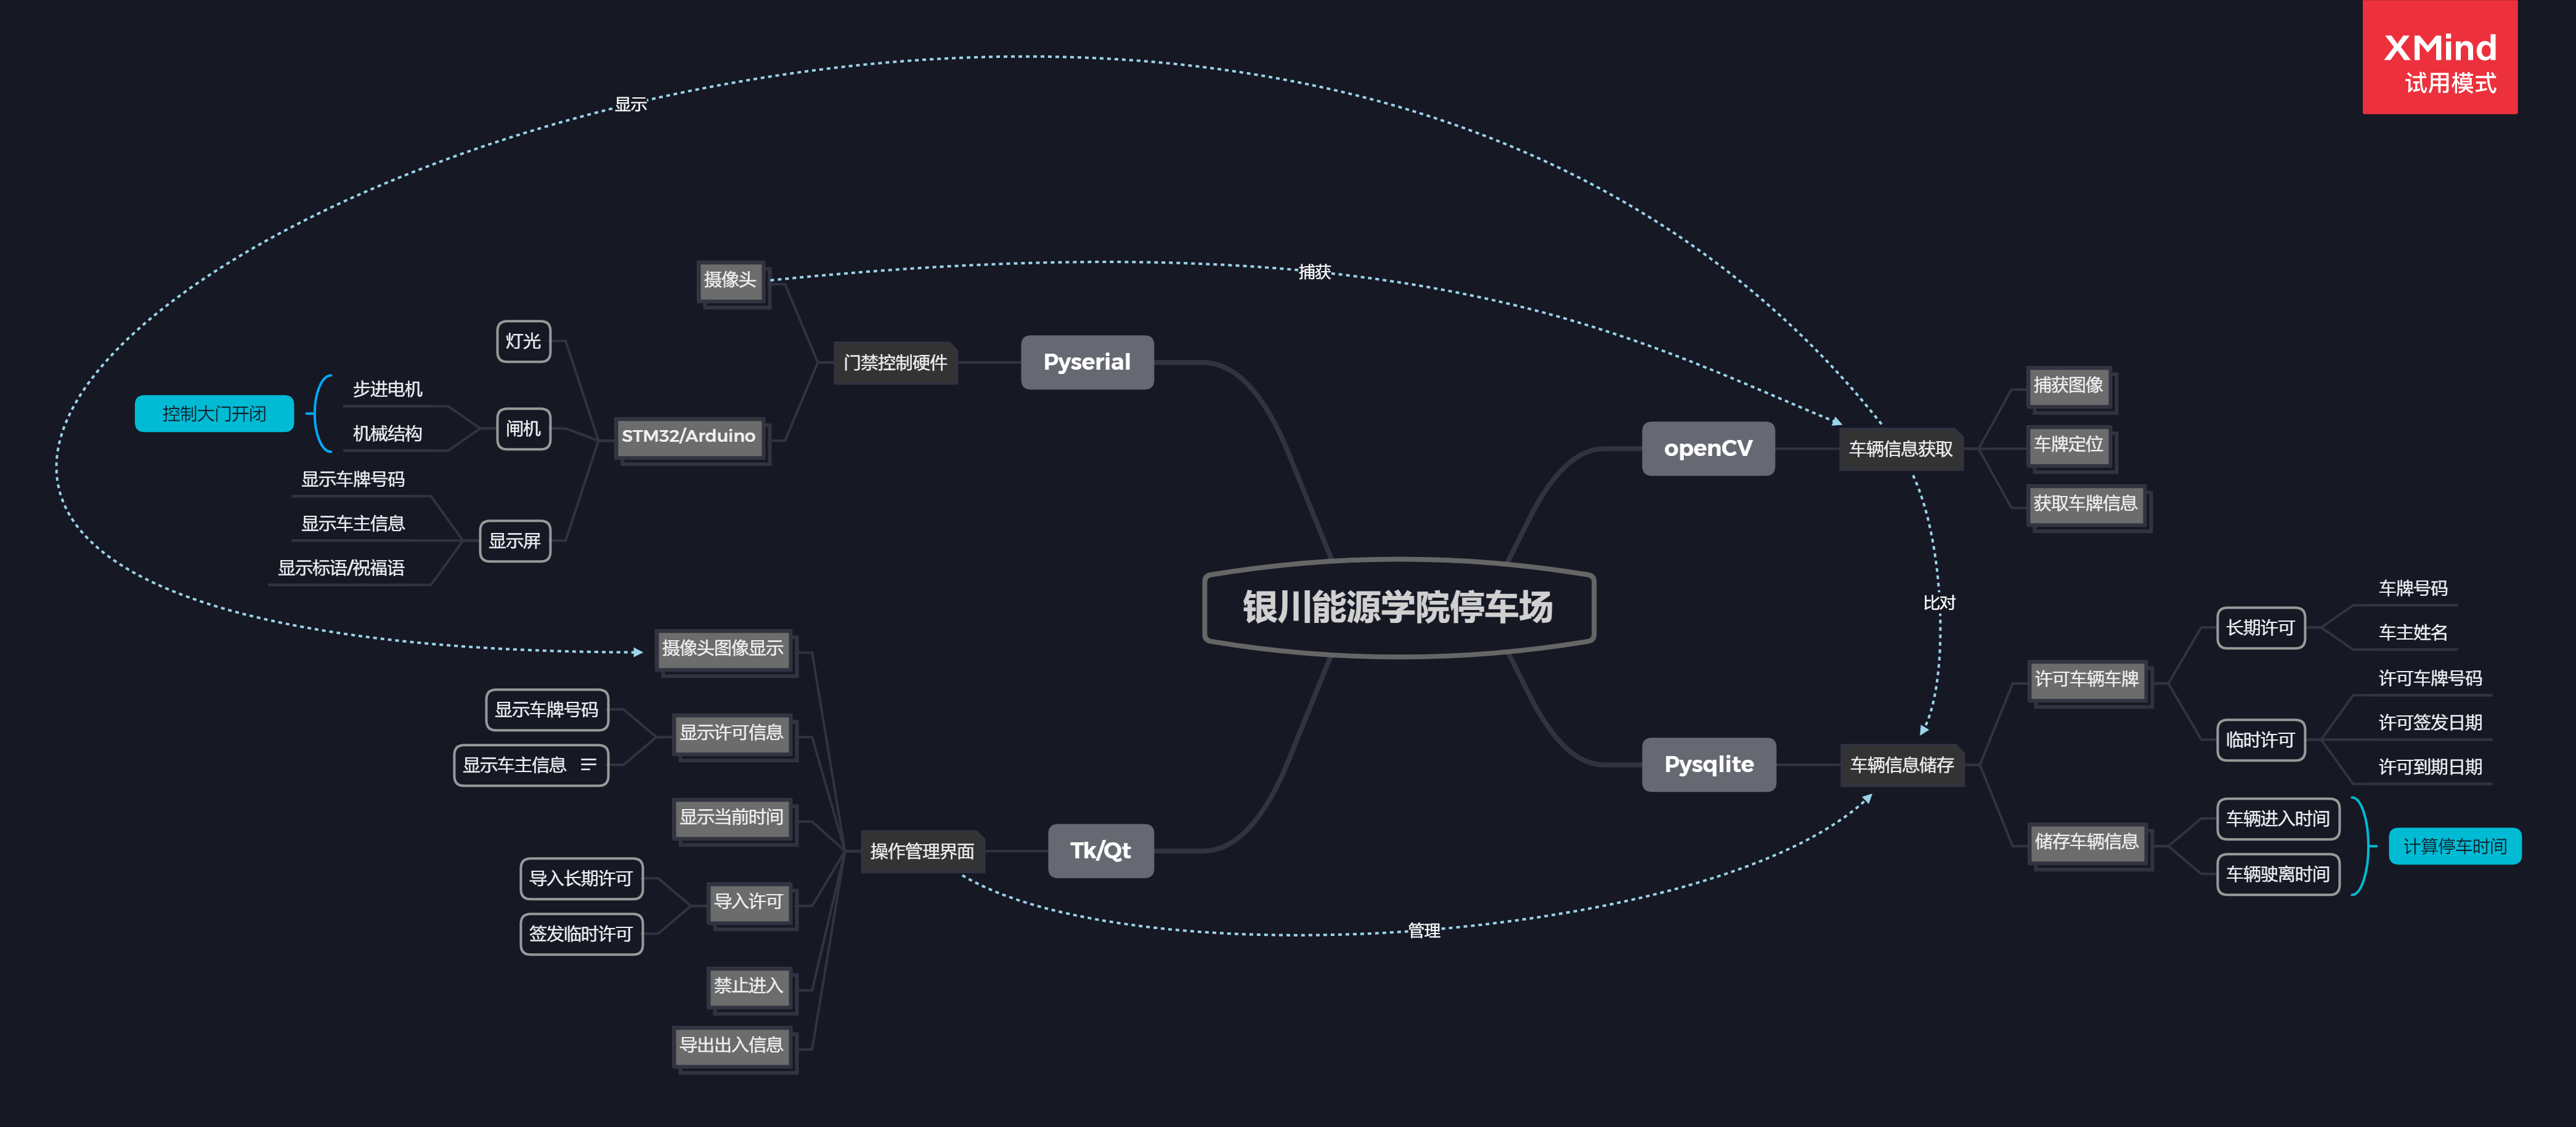 XMind
试用模式
显示
捕获
摄像头
灯光
门禁控制硬件
Pyserial
步进电机
控制大门开闭
机械结构
闸机
STM32/Arduino
显示车牌号码
显示车主信息
显示屏
显示标语/祝福语
openCV
车辆信息获取
捕获图像
车牌定位
获取车牌信息
银川能源学院停车场
比对
摄像头图像显示
显示车牌号码
显示许可信息
显示车主信息
显示当前时间
操作管理界面
Tk/Qt
导入长期许可
导入许可
签发临时许可
禁止进入
导出出入信息
管理
Pysqlite
车辆信息储存
许可车辆车牌
长期许可
车牌号码
车主姓名
临时许可
许可车牌号码
许可签发日期
许可到期日期
储存车辆信息
车辆进入时间
车辆驶离时间
计算停车时间